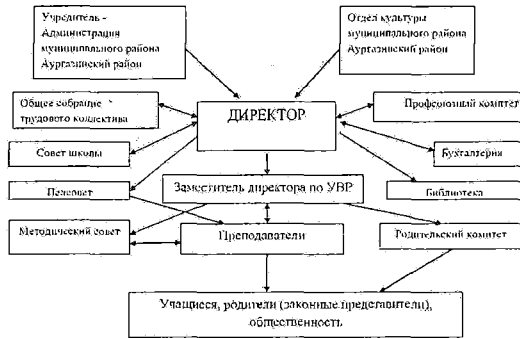 Учредитель -
Администрация
муниципального района
Аургазинский район
Отдел культуры
муниципального района
Аургазинский район
Общее собрание
трудового коллектива
ДИРЕКТОР
Профсоюзный комитет
Совет школы
Бухгалтерия
Педсовет
Заместитель директора по УВР
Библиотека
Методический совет
Преподаватели
Родительский комитет
Учащиеся, родители (законные представители),
общественность